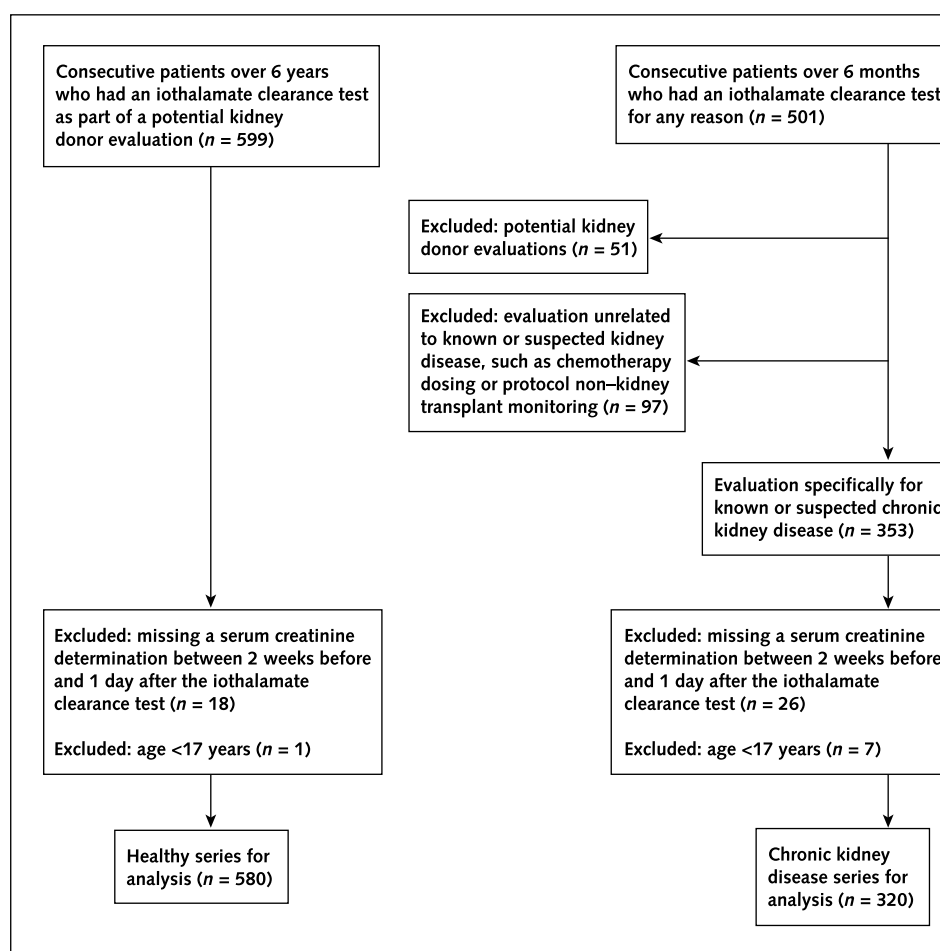 Consecutive patients over 6 years
who had an iothalamate clearance test
as part of a potential kidney
donor evaluation (n = 599)
Consecutive patients over 6 months
who had an iothalamate clearance test
for any reason (n = 501)
Excluded: potential kidney
donor evaluations (n = 51)
Excluded: evaluation unrelated
to known or suspected kidney
disease, such as chemotherapy
dosing or protocol non–kidney
transplant monitoring (n = 97)
Evaluation specifically for
known or suspected chronic
kidney disease (n = 353)
Excluded: missing a serum creatinine
determination between 2 weeks before
and 1 day after the iothalamate
clearance test (n = 18)
Excluded: age <17 years (n = 1)
Excluded: missing a serum creatinine
determination between 2 weeks before
and 1 day after the iothalamate
clearance test (n = 26)
Excluded: age <17 years (n = 7)
Healthy series for
analysis (n = 580)
Chronic kidney
disease series for
analysis (n = 320)